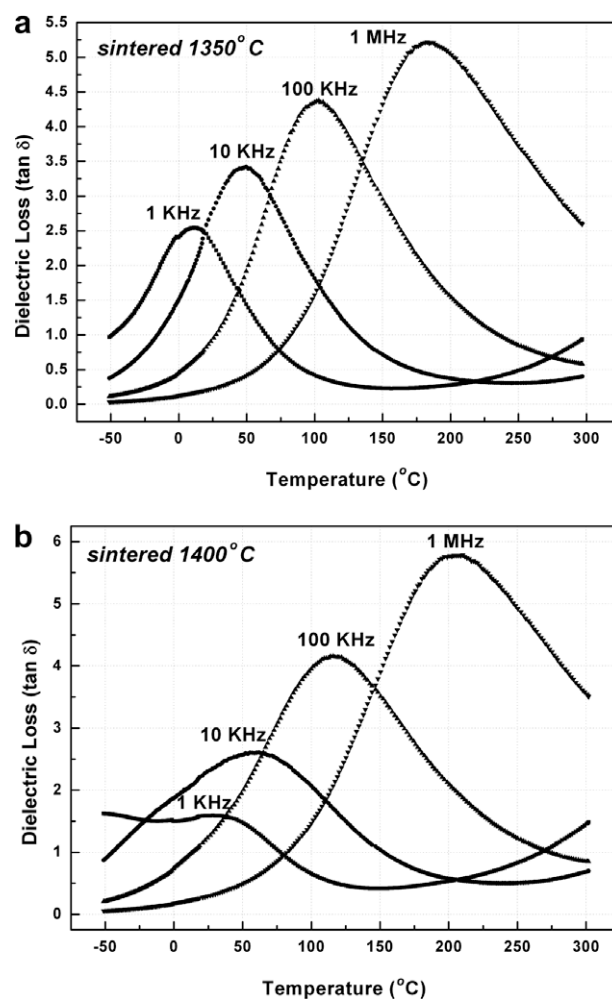 a
sintered 1350°C
1 MHz
100 KHz
10 KHz
1 KHz
5.5
5.0
4.5
4.0
3.5
3.0
2.5
2.0
1.5
1.0
0.5
0.0
Dielectric Loss (tan δ)
-50 0 50 100 150 200 250 300
Temperature (°C)
b
sintered 1400°C
1 MHz
100 KHz
10 KHz
1 KHz
6
5
4
3
2
1
0
Dielectric Loss (tan δ)
-50 0 50 100 150 200 250 300
Temperature (°C)